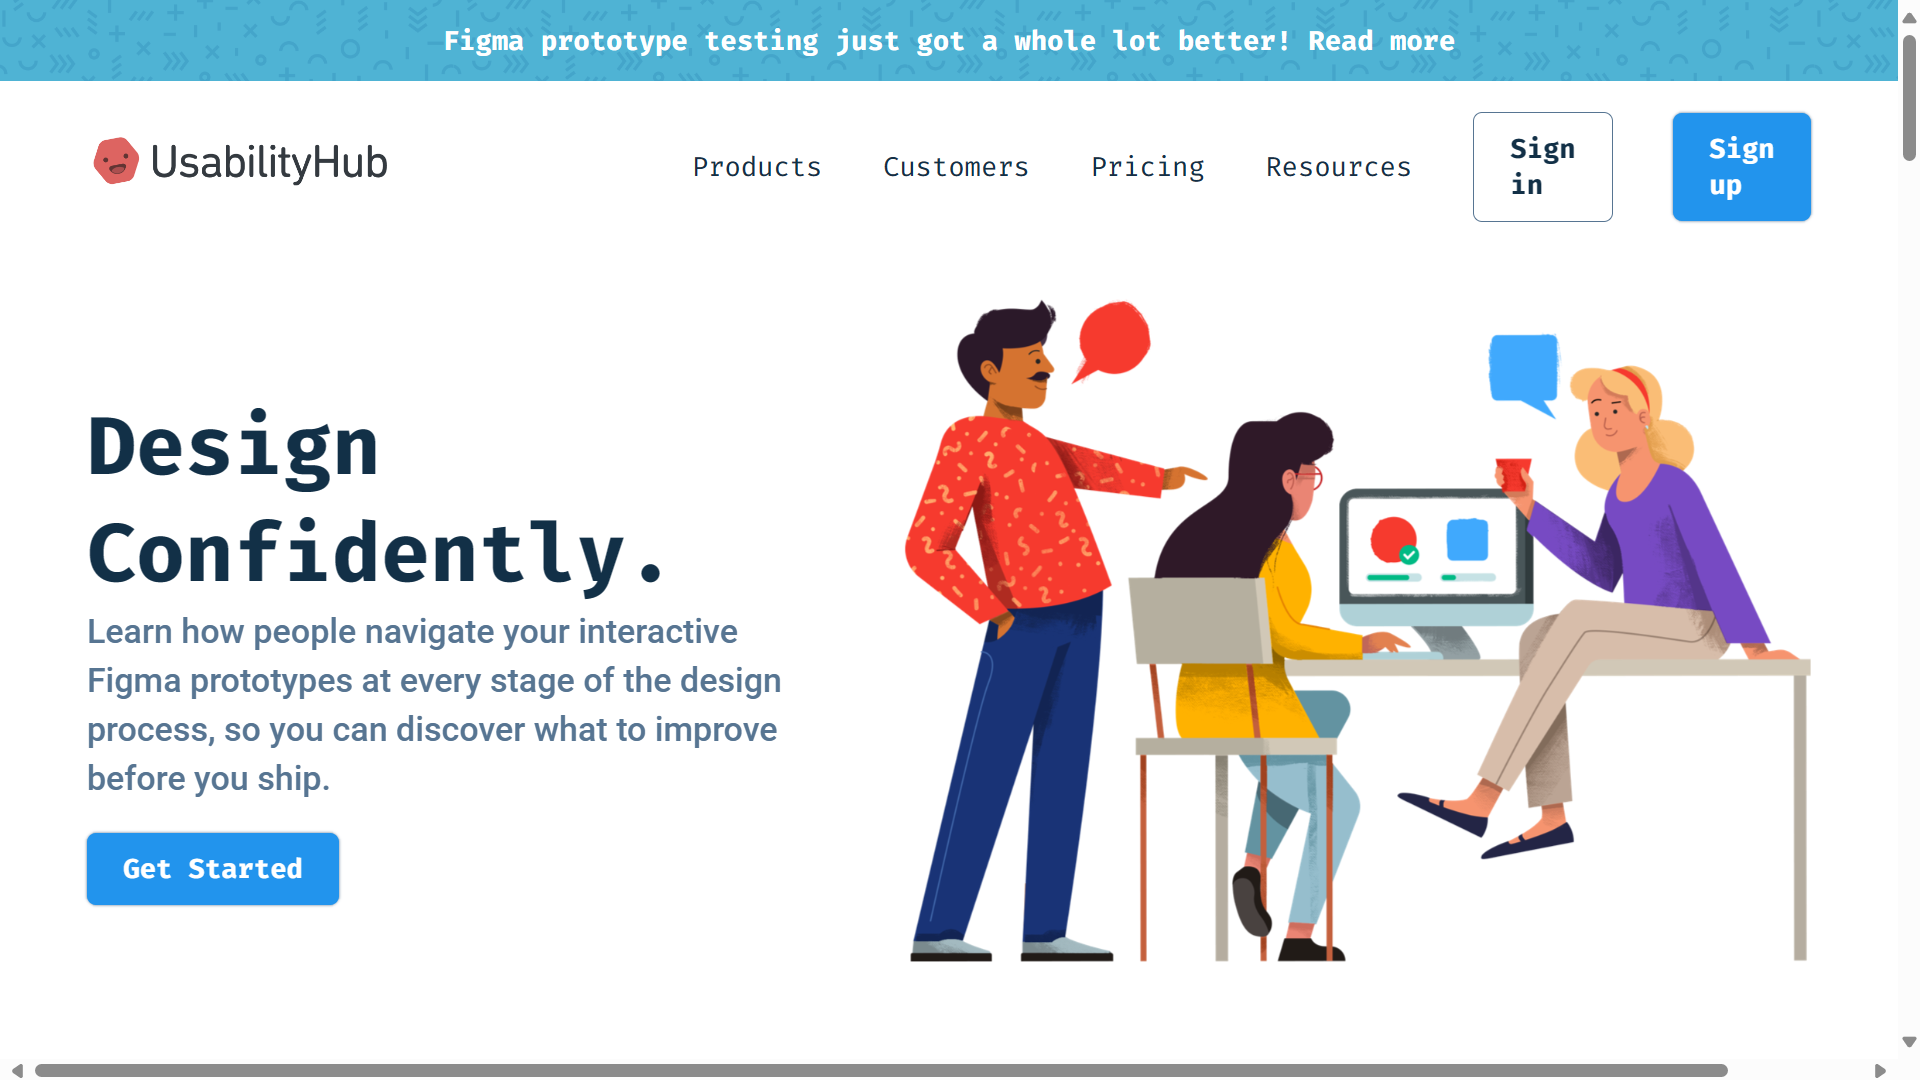 Figma prototype testing just got a whole lot better! Read more
UsabilityHub
Products
Customers
Pricing
Resources
Sign
in
Sign
up
Design
Confidently.
Learn how people navigate your interactive
Figma prototypes at every stage of the design
process, so you can discover what to improve
before you ship.
Get Started